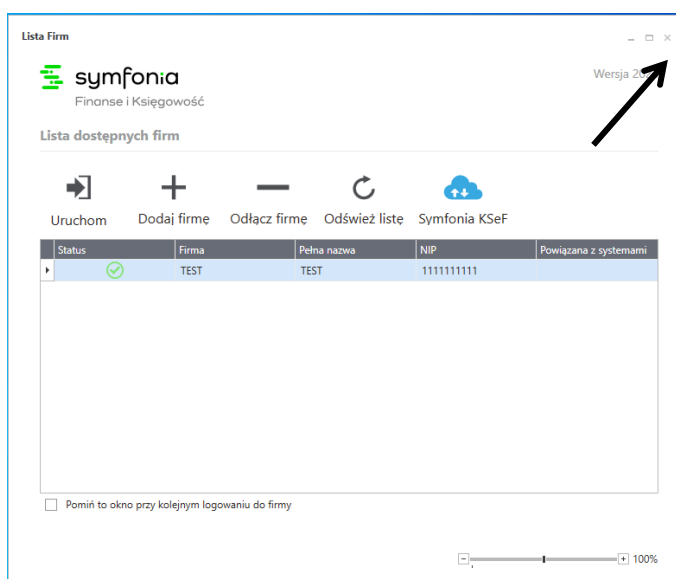 Lista Firm
symfonia
Wersja
Finanse i Księgowość
Lista dostępnych firm
Uruchom Dodaj firmę Odłącz firmę Odśwież listę Symfonia KSeF
Status Firma Pełna nazwa NIP Powiązana z systemami
TEST TEST 1111111111
Pomiń to okno przy kolejnym logowaniu do firmy
100%